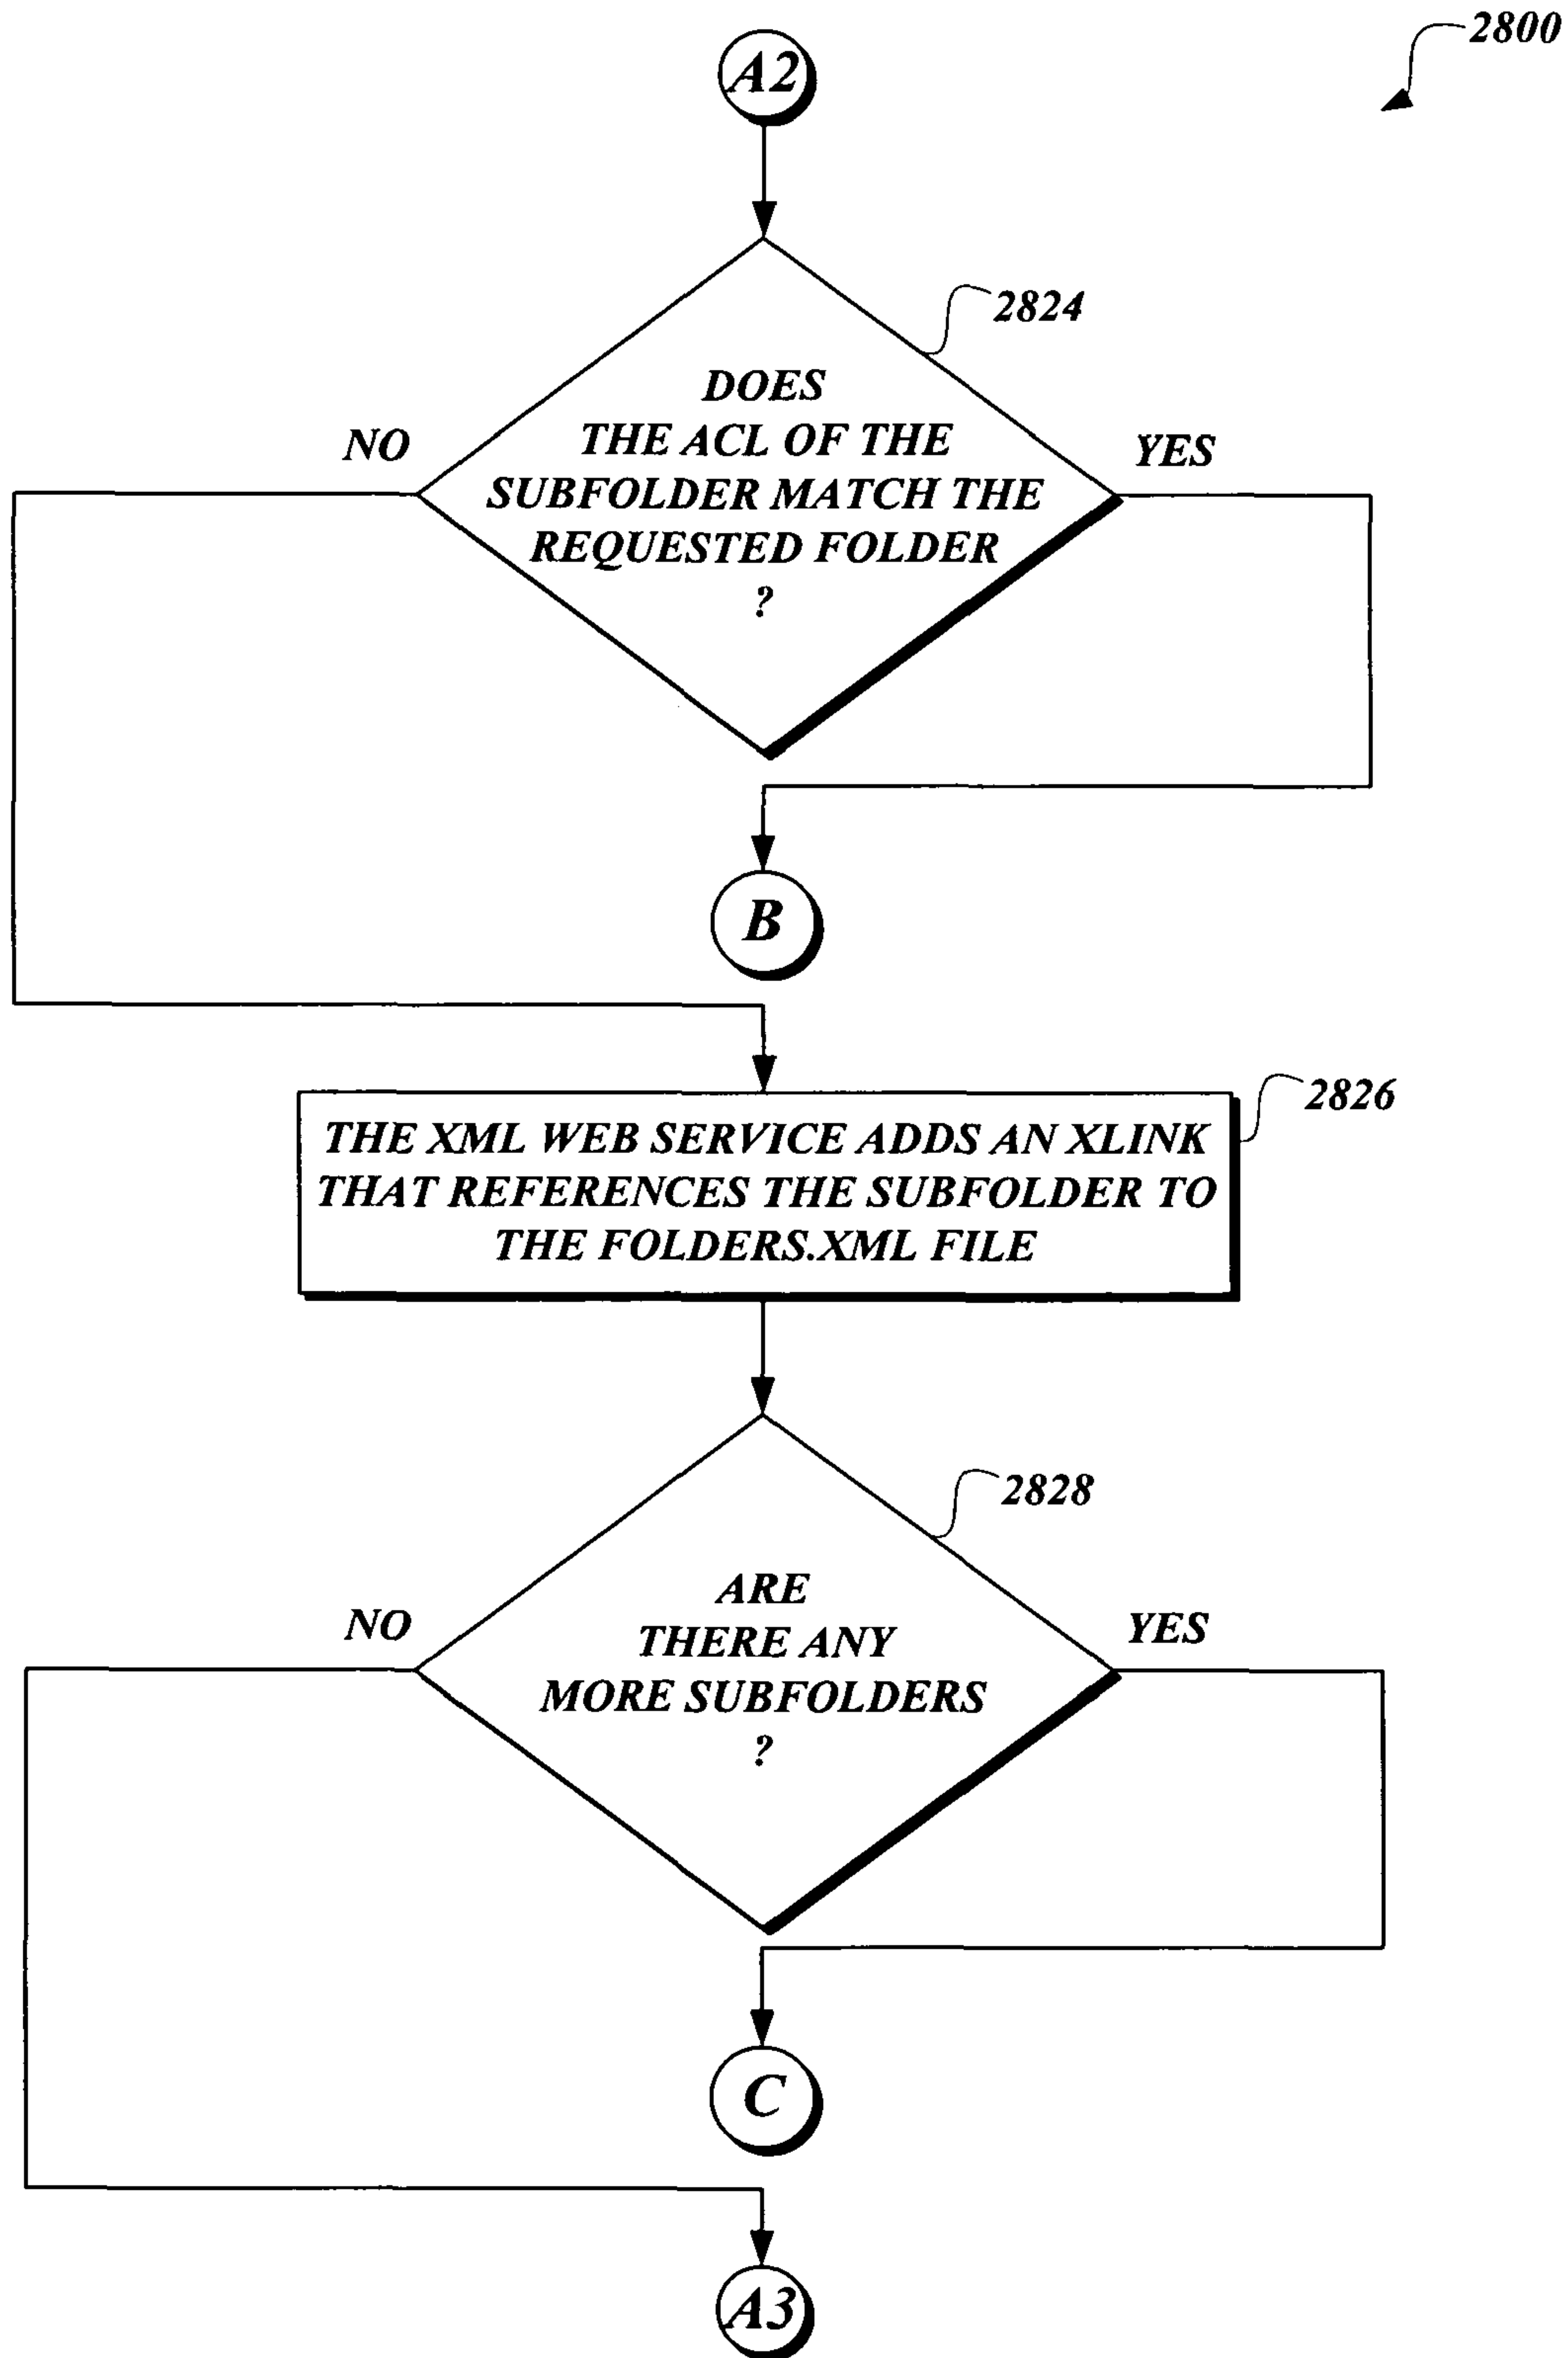 2800
A2
2824
DOES
THE ACL OF THE
SUBFOLDER MATCH THE
REQUESTED FOLDER
?
NO
YES
B
2826
THE XML WEB SERVICE ADDS AN XLINK
THAT REFERENCES THE SUBFOLDER TO
THE FOLDERS.XML FILE
2828
ARE
THERE ANY
MORE SUBFOLDERS
?
NO
YES
C
A3